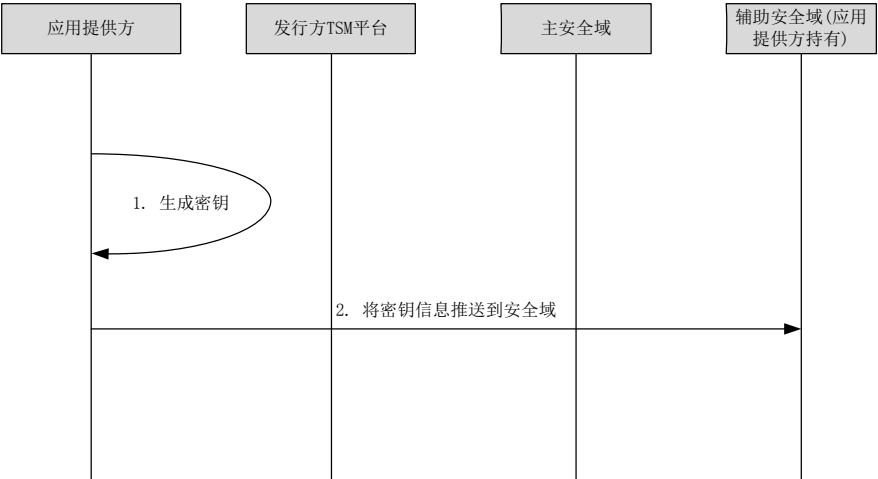 应用提供方
发行方TSM平台
主安全域
辅助安全域(应用
提供方持有)
1. 生成密钥
2. 将密钥信息推送到安全域